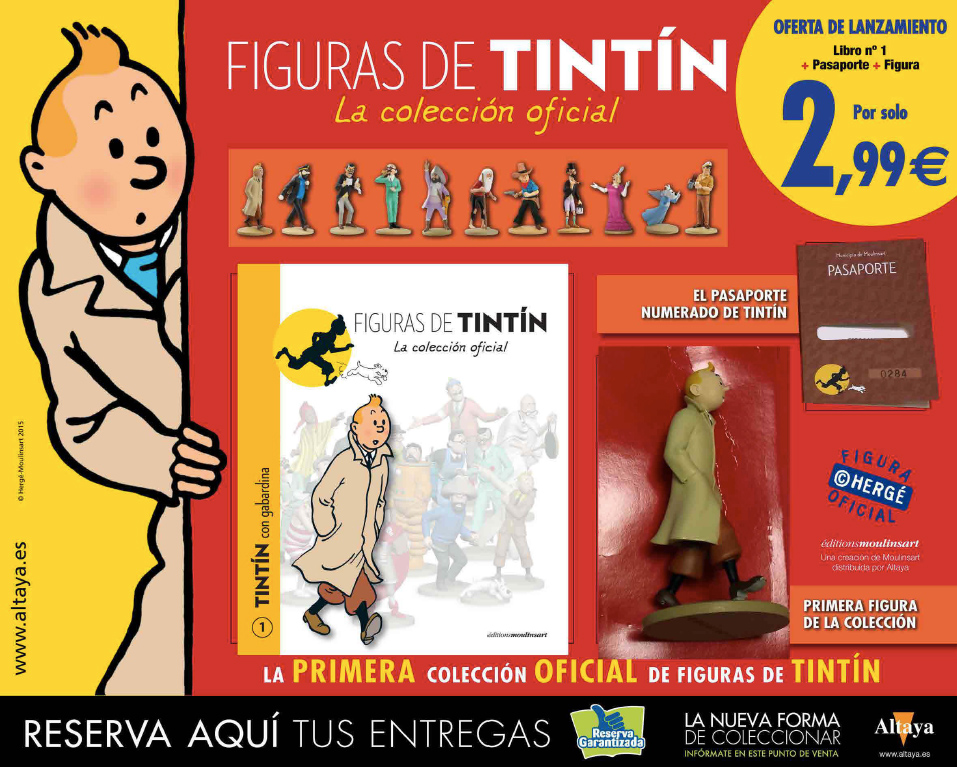 FIGURAS DE TINTÍN
La colección oficial
OFERTA DE LANZAMIENTO
Libro nº 1
+ Pasaporte + Figura
Por solo
2,99€
EL PASAPORTE
NUMERADO DE TINTÍN
Municipio de Moulinsart
PASAPORTE
0284
FIGURAS DE TINTÍN
La colección oficial
TINTÍN con gabardina
1
éditionsmoulinsart
FIGURA
©HERGÉ
OFICIAL
éditionsmoulinsart
Una creación de Moulinsart
distribuida por Altaya
PRIMERA FIGURA
DE LA COLECCIÓN
© Hergé-Moulinsart 2015
www.altaya.es
LA PRIMERA COLECCIÓN OFICIAL DE FIGURAS DE TINTÍN
RESERVA AQUÍ TUS ENTREGAS
Reserva
Garantizada
LA NUEVA FORMA
DE COLECCIONAR
INFÓRMATE EN ESTE PUNTO DE VENTA
Altaya
www.altaya.es